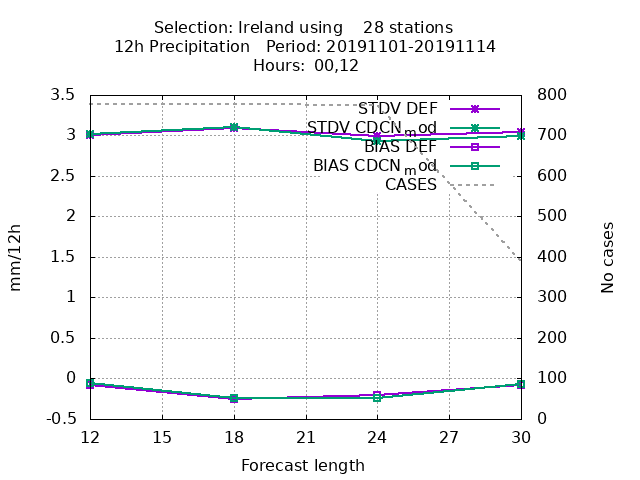 Selection: Ireland using    28 stations
12h Precipitation   Period: 20191101-20191114
Hours:  00,12
3.5
3
2.5
2
1.5
1
0.5
0
-0.5
mm/12h
STDV DEF
STDV CDCN_mod
BIAS DEF
BIAS CDCN_mod
CASES
800
700
600
500
400
300
200
100
0
No cases
12 15 18 21 24 27 30
Forecast length